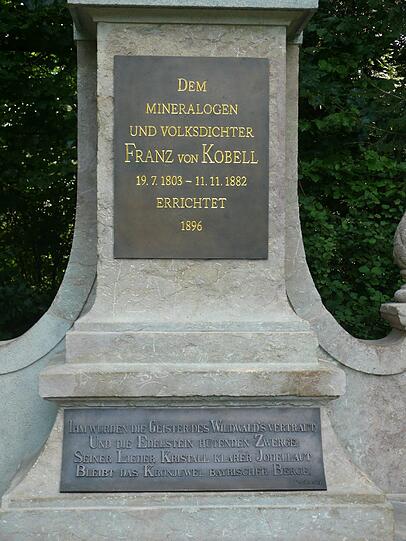 DEM
MINERALOGEN
UND VOLKSDICHTER
FRANZ VON KOBELL
19.7.1803 – 11.11.1882
ERRICHTET
1896
IHM WURDEN DIE GEISTER DES WILDWALD'S VERTRAUT
UND DIE EDELSTEIN HÜTENDEN ZWERGE.
SEINER LIEDER KRISTALL KLARER JODELLAUT
BLEIBT DAS KRONJUWEL BAYRISCHER BERGE.